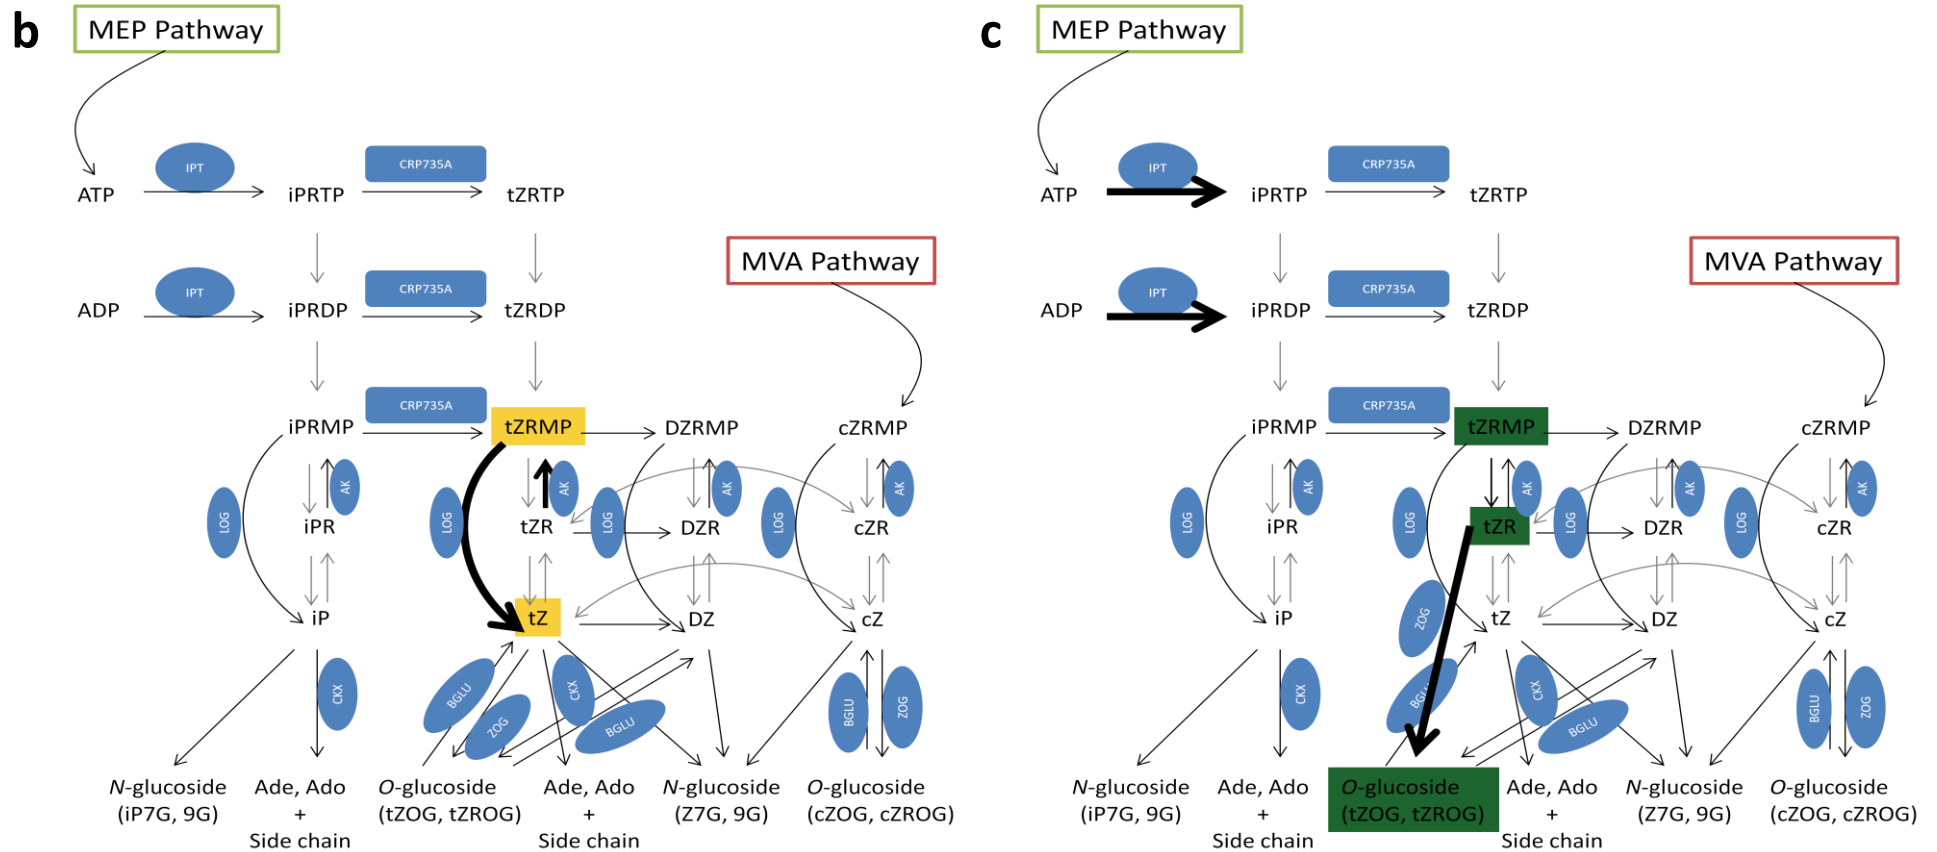 b
MEP Pathway
IPT
CRP735A
ATP
iPRTP
tZRTP
MVA Pathway
IPT
CRP735A
ADP
iPRDP
tZRDP
CRP735A
iPRMP
tZRMP
DZRMP
cZRMP
LOG
AK
LOG
AK
LOG
AK
LOG
AK
iPR
tZR
DZR
cZR
iP
tZ
DZ
cZ
CKX
BGLU
ZOG
CKX
BGLU
BGLU
ZOG
N-glucoside
(iP7G, 9G)
Ade, Ado
+
Side chain
O-glucoside
(tZOG, tZROG)
Ade, Ado
+
Side chain
N-glucoside
(Z7G, 9G)
O-glucoside
(cZOG, cZROG)
c
MEP Pathway
IPT
CRP735A
ATP
iPRTP
tZRTP
MVA Pathway
IPT
CRP735A
ADP
iPRDP
tZRDP
CRP735A
iPRMP
tZRMP
DZRMP
cZRMP
LOG
AK
LOG
AK
LOG
AK
LOG
AK
iPR
tZR
DZR
cZR
ZOG
iP
tZ
DZ
cZ
CKX
CKX
BGLU
BGLU
ZOG
N-glucoside
(iP7G, 9G)
Ade, Ado
+
Side chain
O-glucoside
(tZOG, tZROG)
Ade, Ado
+
Side chain
N-glucoside
(Z7G, 9G)
O-glucoside
(cZOG, cZROG)